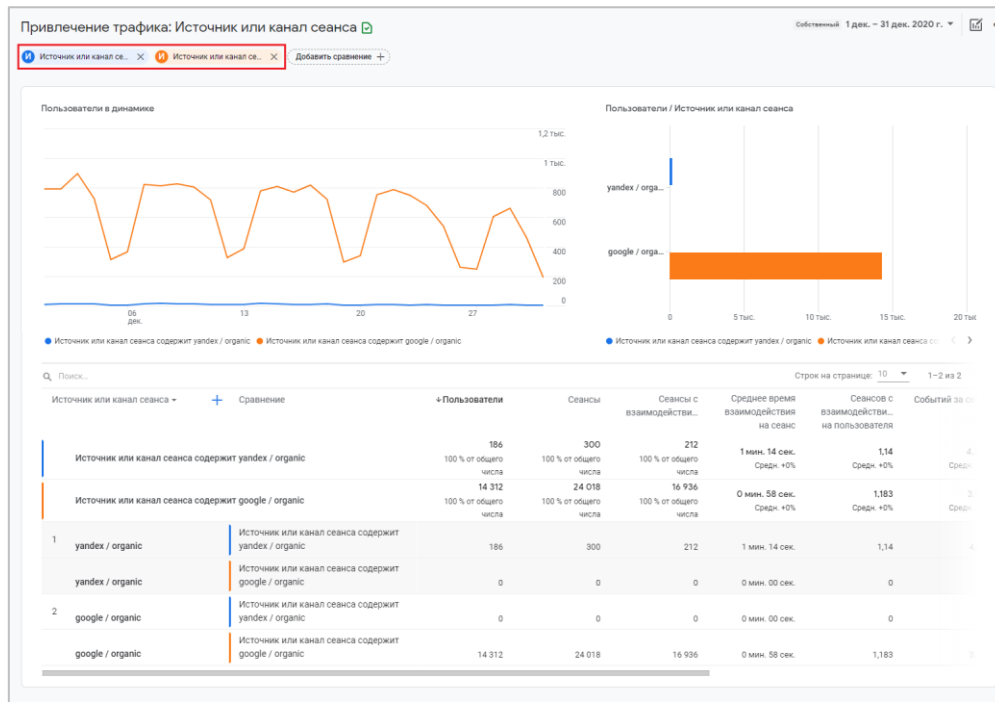 Привлечение трафика: Источник или канал сеанса
Собственный 1 дек. – 31 дек. 2020 г.
И Источник или канал се... И Источник или канал се... Добавить сравнение +
Пользователи в динамике
1,2 тыс.
1 тыс.
800
600
400
200
0
06 дек.
13
20
27
Источник или канал сеанса содержит yandex / organic Источник или канал сеанса содержит google / organic
Пользователи / Источник или канал сеанса
yandex / orga...
google / orga...
0 5 тыс. 10 тыс. 15 тыс. 20 тыс
Источник или канал сеанса содержит yandex / organic Источник или канал сеанса
Поиск...
Строк на странице: 10 1–2 из 2
Источник или канал сеанса + Сравнение ↓Пользователи Сеансы Сеансы с взаимодействи... Среднее время взаимодействия на сеанс Сеансов с взаимодействи... на пользователя Событий за
Источник или канал сеанса содержит yandex / organic 186 300 212 1 мин. 14 сек. 1,14
100 % от общего числа 100 % от общего числа 100 % от общего числа Средн. +0% Средн. +0%
Источник или канал сеанса содержит google / organic 14 312 24 018 16 936 0 мин. 58 сек. 1,183
100 % от общего числа 100 % от общего числа 100 % от общего числа Средн. +0% Средн. +0%
1 yandex / organic Источник или канал сеанса содержит yandex / organic 186 300 212 1 мин. 14 сек. 1,14
yandex / organic Источник или канал сеанса содержит google / organic 0 0 0 0 мин. 00 сек. 0
2 google / organic Источник или канал сеанса содержит yandex / organic 0 0 0 0 мин. 00 сек. 0
google / organic Источник или канал сеанса содержит google / organic 14 312 24 018 16 936 0 мин. 58 сек. 1,183